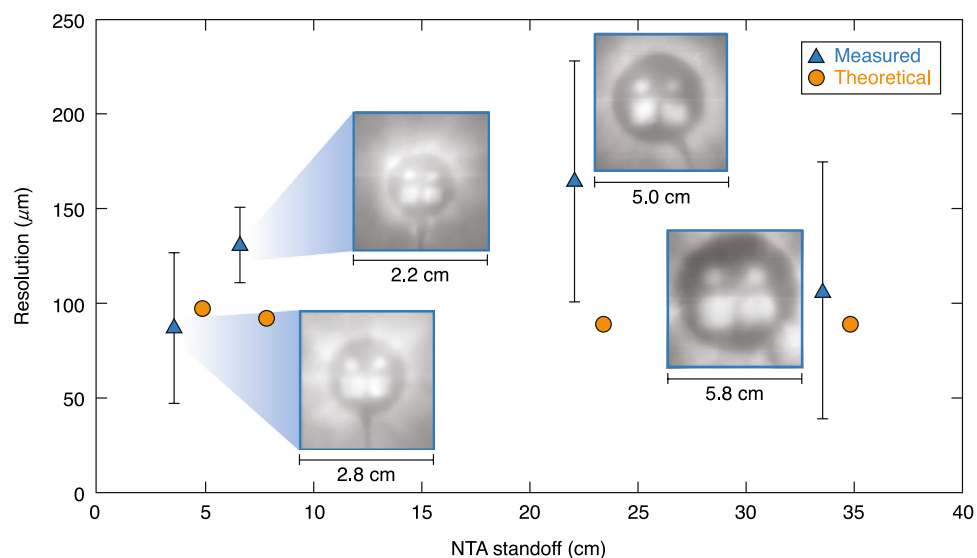 250
200
150
100
50
0
Resolution (μm)
Measured
Theoretical
5.0 cm
2.2 cm
5.8 cm
2.8 cm
0 5 10 15 20 25 30 35 40
NTA standoff (cm)